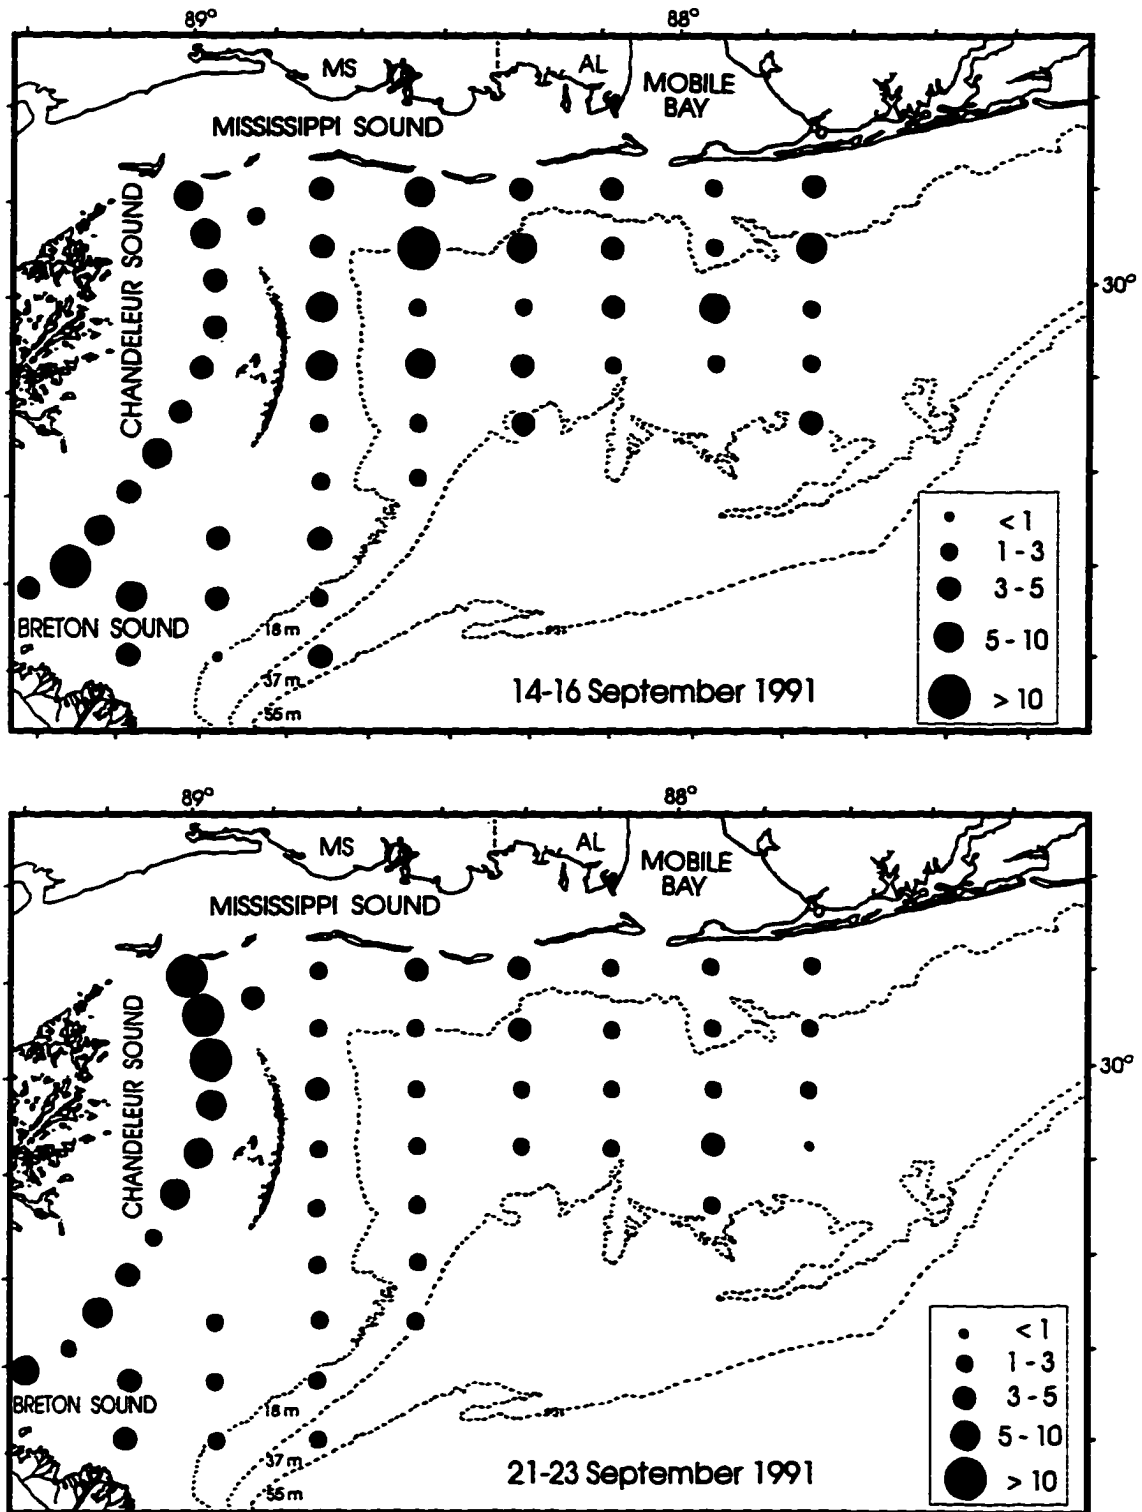 89° 88°
MS AL MOBILE
BAY
MISSISSIPPI SOUND
CHANDELEUR SOUND
30°
BRETON SOUND
18 m
37 m
55 m
14-16 September 1991
< 1
1 - 3
3 - 5
5 - 10
> 10
89° 88°
MS AL MOBILE
BAY
MISSISSIPPI SOUND
CHANDELEUR SOUND
30°
BRETON SOUND
18 m
37 m
55 m
21-23 September 1991
< 1
1 - 3
3 - 5
5 - 10
> 10